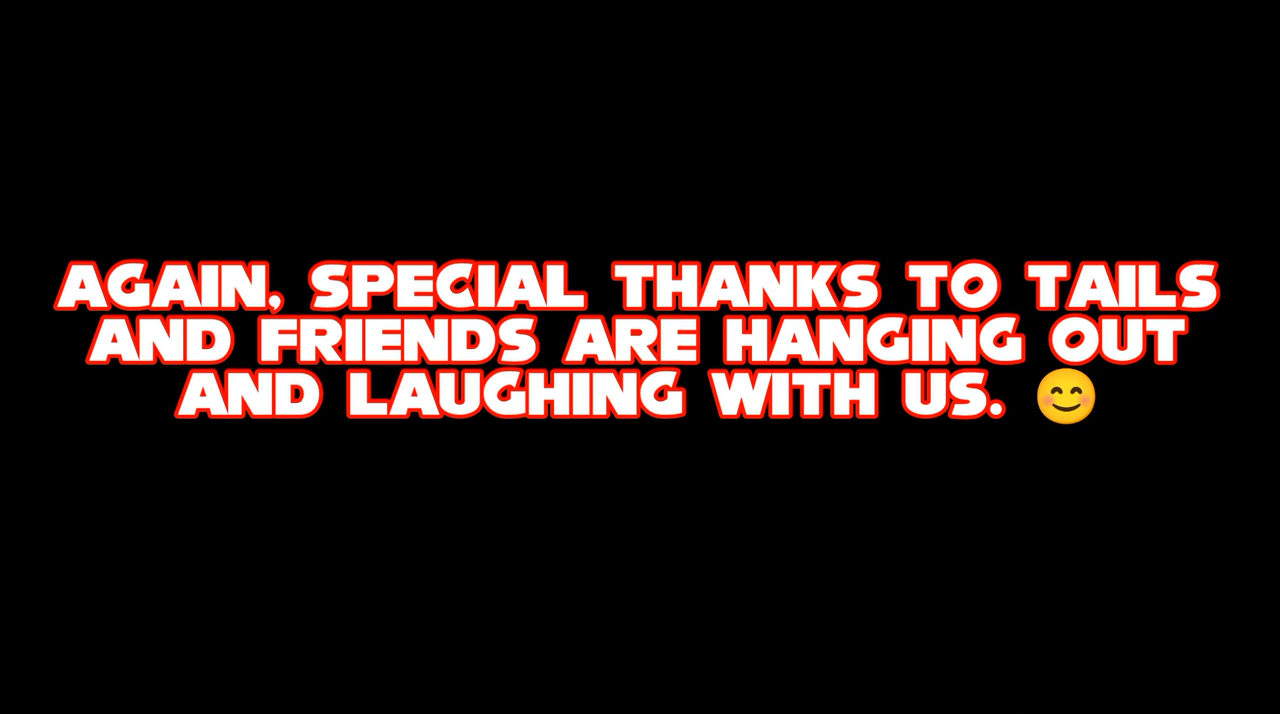 AGAIN, SPECIAL THANKS TO TAILS
AND FRIENDS ARE HANGING OUT
AND LAUGHING WITH US. 😊